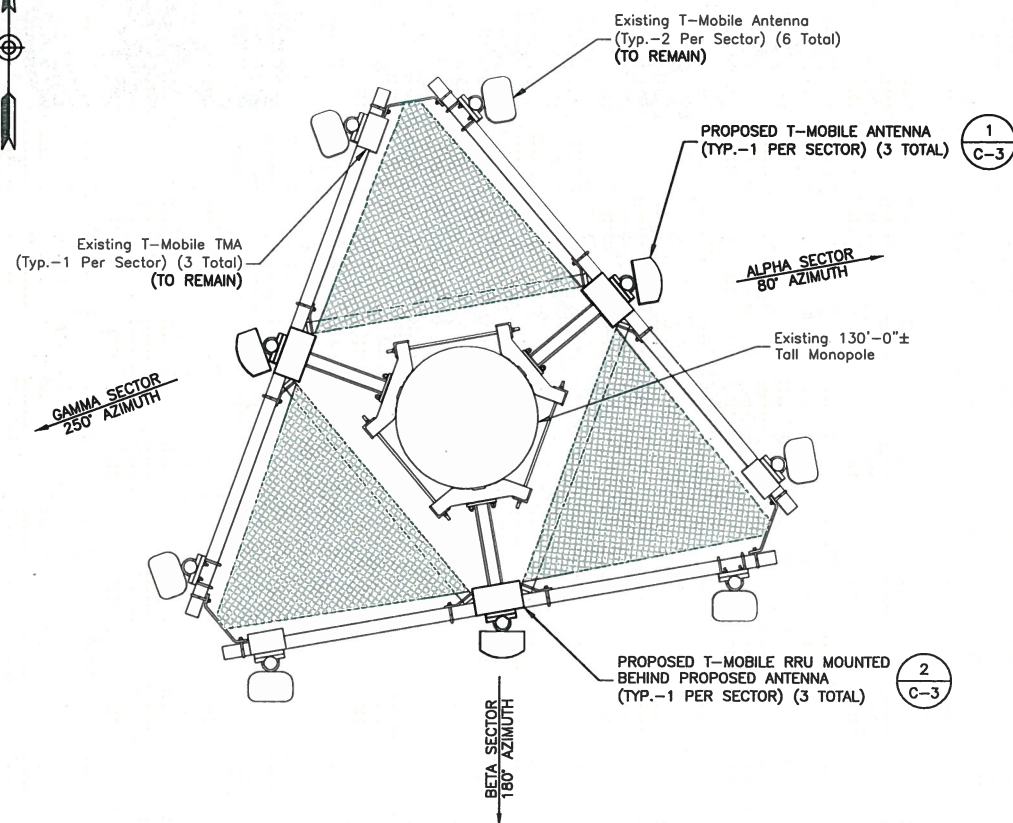 Existing T-Mobile Antenna
(Typ.-2 Per Sector) (6 Total)
(TO REMAIN)
PROPOSED T-MOBILE ANTENNA
(TYP.-1 PER SECTOR) (3 TOTAL)
1
C-3
Existing T-Mobile TMA
(Typ.-1 Per Sector) (3 Total)
(TO REMAIN)
ALPHA SECTOR
80° AZIMUTH
Existing 130'-0"±
Tall Monopole
GAMMA SECTOR
250° AZIMUTH
PROPOSED T-MOBILE RRU MOUNTED
BEHIND PROPOSED ANTENNA
(TYP.-1 PER SECTOR) (3 TOTAL)
2
C-3
BETA SECTOR
180° AZIMUTH